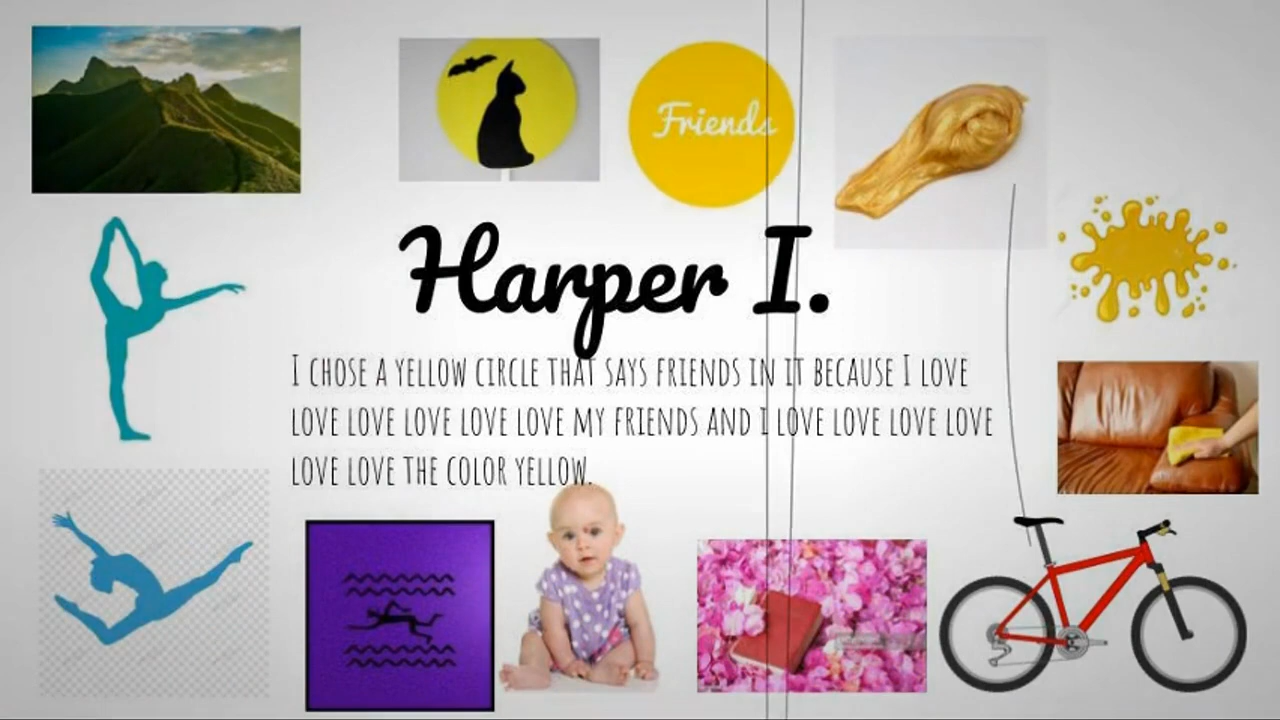 Friends
Harper I.
I CHOSE A YELLOW CIRCLE THAT SAYS FRIENDS IN IT BECAUSE I LOVE
LOVE LOVE LOVE LOVE LOVE MY FRIENDS AND I LOVE LOVE LOVE LOVE
LOVE LOVE THE COLOR YELLOW.